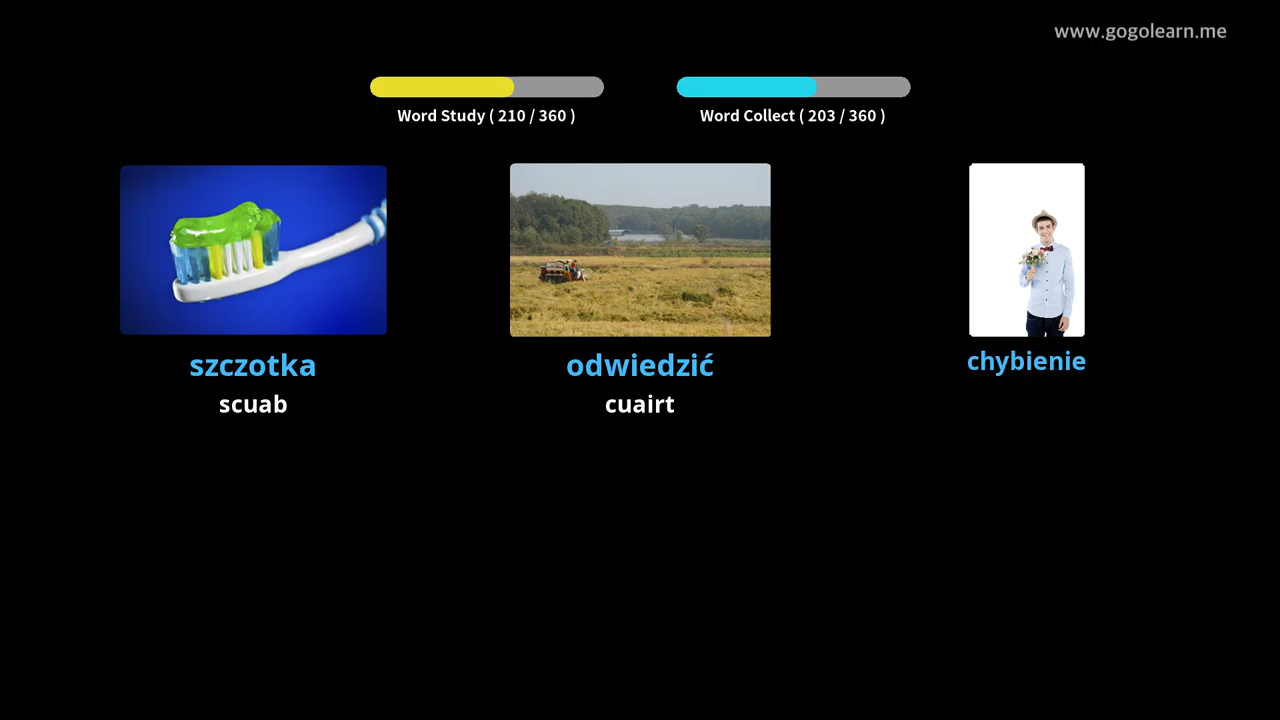 www.gogolearn.me
Word Study ( 210 / 360 )
Word Collect ( 203 / 360 )
szczotka
scuab
odwiedzić
cuairt
chybienie